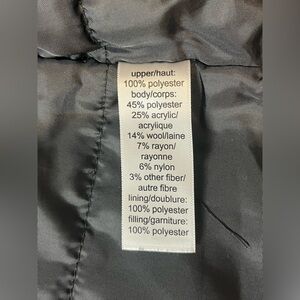 upper/haut:
100% polyester
body/corps:
45% polyester
25% acrylic/
acrylique
14% wool/laine
7% rayon/
rayonne
6% nylon
3% other fiber/
autre fibre
lining/doublure:
100% polyester
filling/garniture:
100% polyester